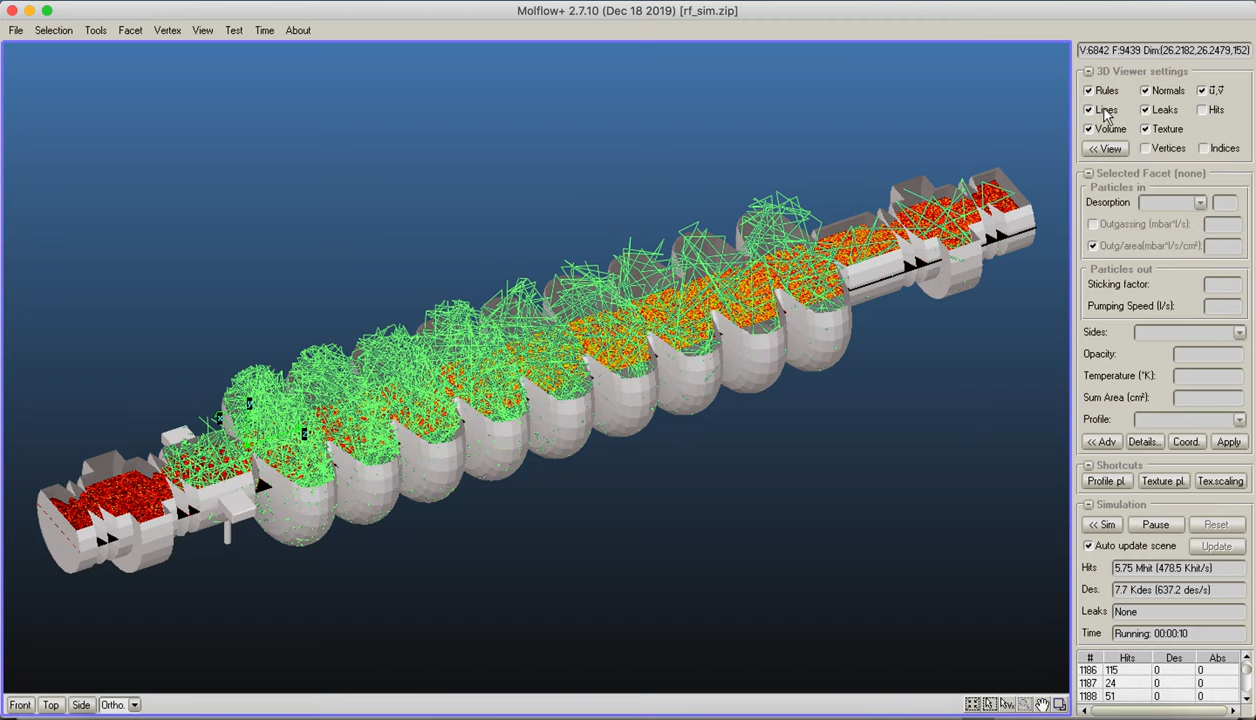 Molflow+ 2.7.10 (Dec 18 2019) [rf_sim.zip]
File Selection Tools Facet Vertex View Test Time About
V:6842 F:9439 Dim:(26.2182,26.2479,152)
3D Viewer settings
Rules Normals ü,v̈
Lines Leaks Hits
Volume Texture
<< View Vertices Indices
Selected Facet (none)
Particles in
Desorption
Outgassing (mbar*l/s):
Outg/area(mbar*l/s/cm²):
Particles out
Sticking factor:
Pumping Speed (l/s):
Sides:
Opacity:
Temperature (°K):
Sum Area (cm²):
Profile:
<< Adv Details... Coord. Apply
Shortcuts
Profile pl. Texture pl. Tex.scaling
Simulation
<< Sim Pause Reset
Auto update scene Update
Hits 5.75 Mhit (478.5 Khit/s)
Des. 7.7 Kdes (637.2 des/s)
Leaks None
Time Running: 00:00:10
# Hits Des Abs
1186 115 0 0
1187 24 0 0
1188 51 0 0
Front Top Side Ortho.